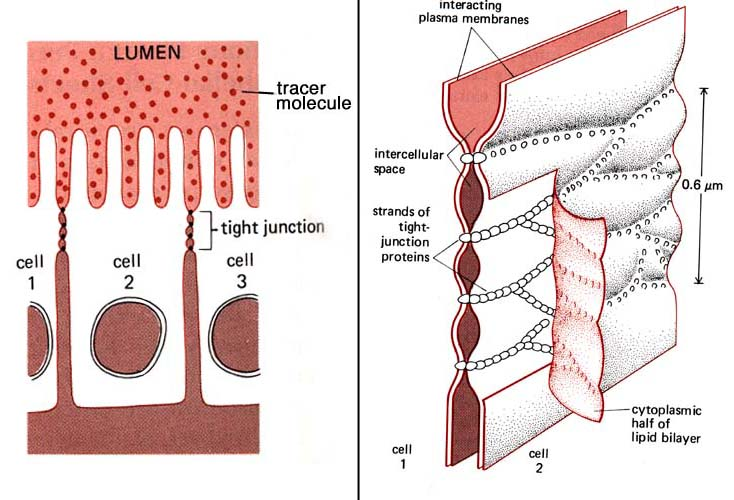 LUMEN
tracer
molecule
tight junction
cell
1
cell
2
cell
3
interacting
plasma membranes
intercellular
space
0.6 µm
strands of
tight-
junction
proteins
cytoplasmic
half of
lipid bilayer
cell
1
cell
2